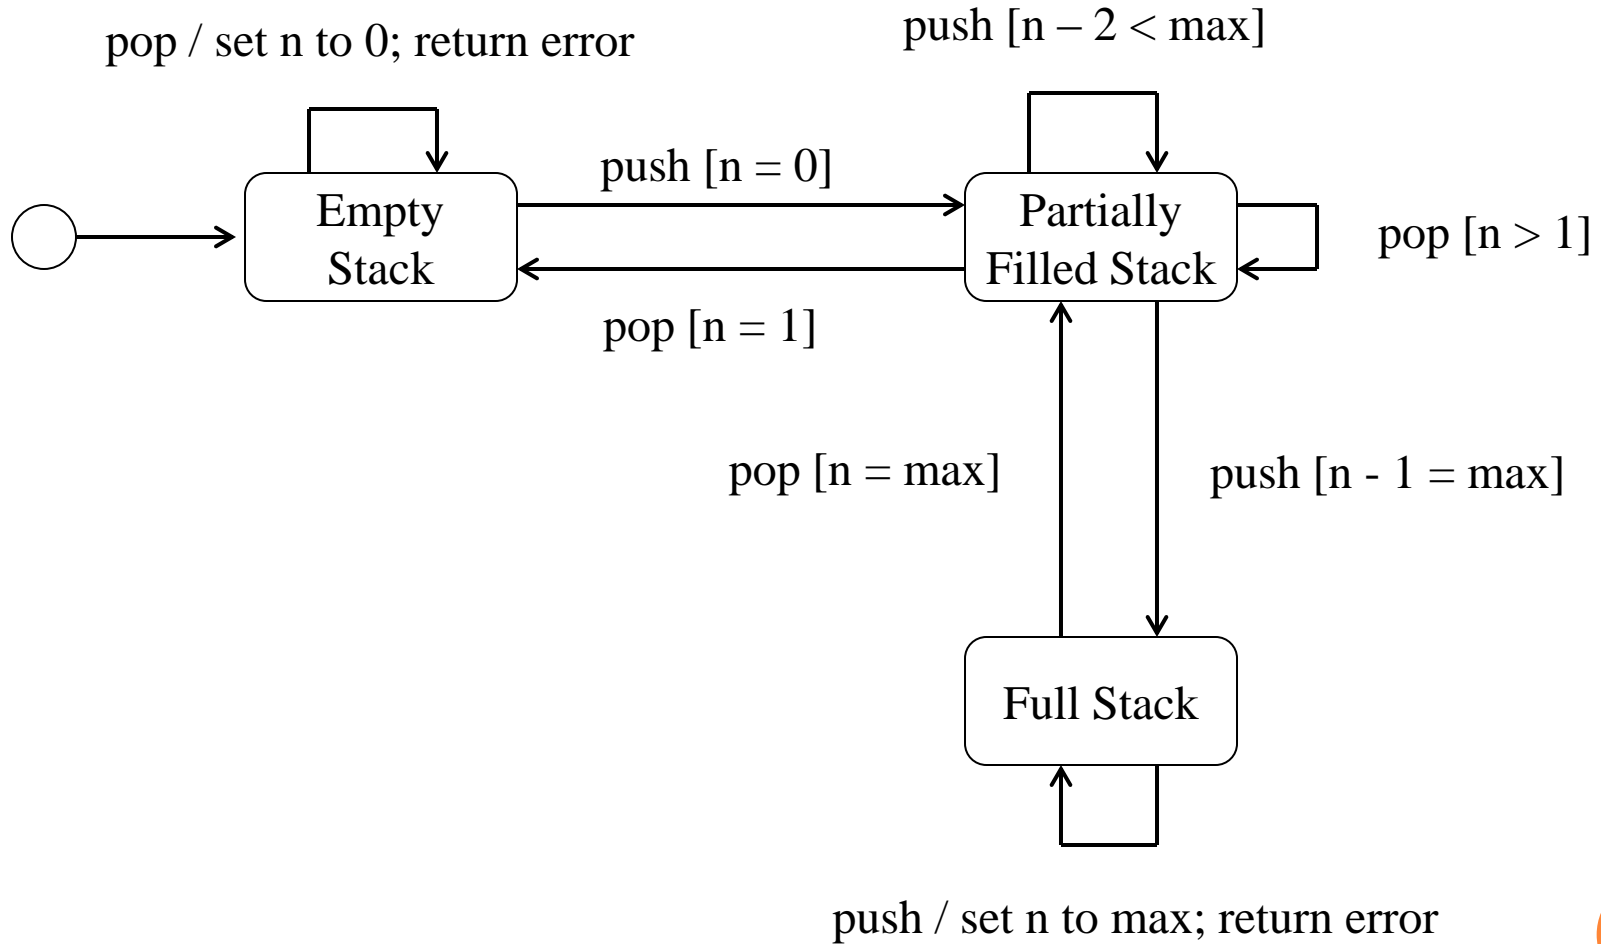 pop / set n to 0; return error
push [n – 2 < max]
push [n = 0]
Empty
Stack
Partially
Filled Stack
pop [n > 1]
pop [n = 1]
pop [n = max]
push [n - 1 = max]
Full Stack
push / set n to max; return error